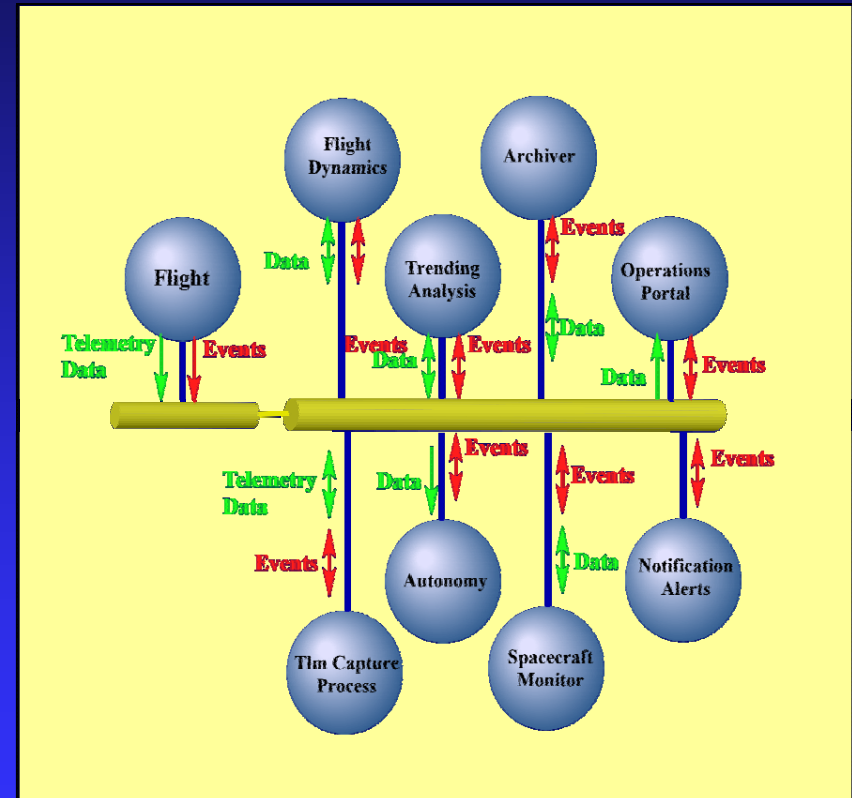 Flight
Dynamics
Archiver
Data
Events
Flight
Trending
Analysis
Operations
Portal
Telemetry
Data
Events
Events
Data
Events
Data
Data
Events
Telemetry
Data
Events
Data
Events
Events
Events
Data
Autonomy
Notification
Alerts
Tlm Capture
Process
Spacecraft
Monitor